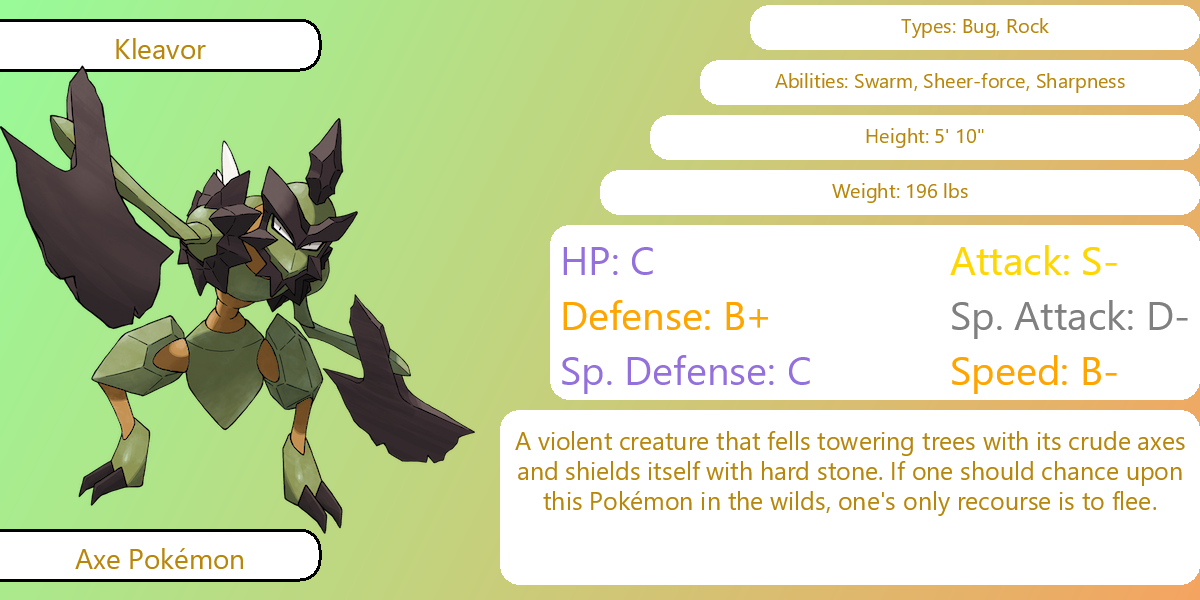 Kleavor
Types: Bug, Rock
Abilities: Swarm, Sheer-force, Sharpness
Height: 5' 10"
Weight: 196 lbs
HP: C
Attack: S-
Defense: B+
Sp. Attack: D-
Sp. Defense: C
Speed: B-
A violent creature that fells towering trees with its crude axes
and shields itself with hard stone. If one should chance upon
this Pokémon in the wilds, one's only recourse is to flee.
Axe Pokémon